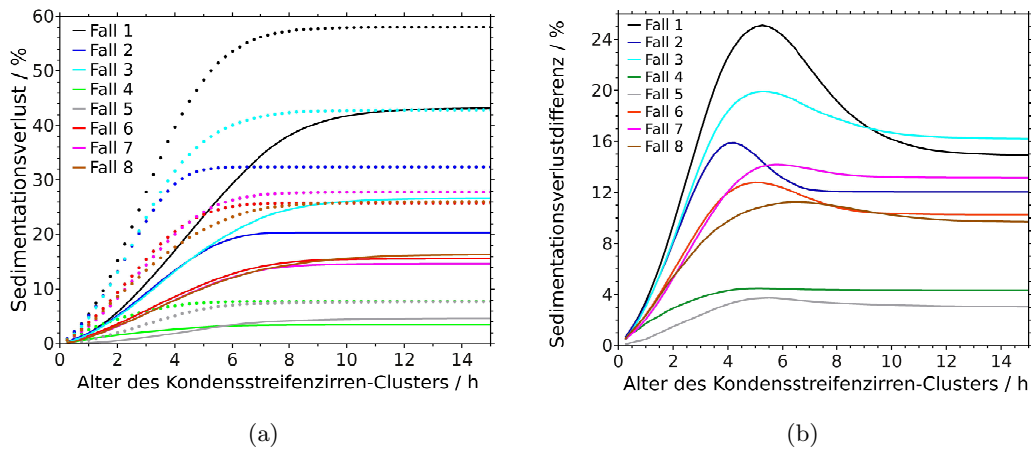 60
50
40
30
20
10
0
Sedimentationsverlust / %
Fall 1
Fall 2
Fall 3
Fall 4
Fall 5
Fall 6
Fall 7
Fall 8
0 2 4 6 8 10 12 14
Alter des Kondensstreifenzirren-Clusters / h
(a)
24
20
16
12
8
4
0
Sedimentationsverlustdifferenz / %
Fall 1
Fall 2
Fall 3
Fall 4
Fall 5
Fall 6
Fall 7
Fall 8
0 2 4 6 8 10 12 14
Alter des Kondensstreifenzirren-Clusters / h
(b)